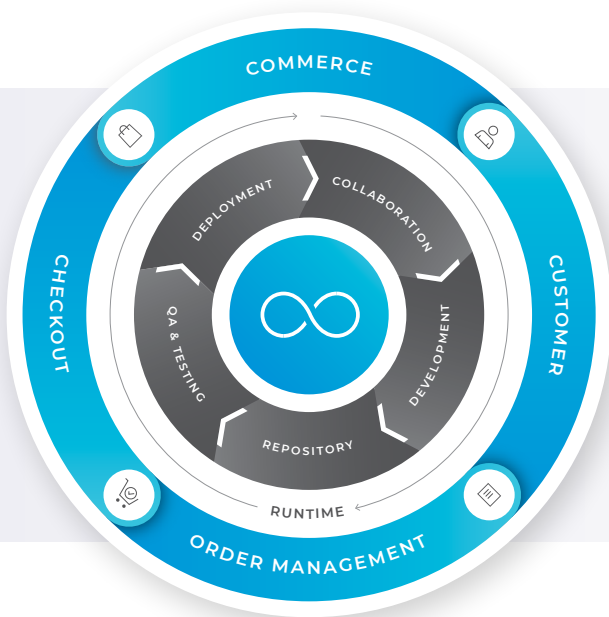 COMMERCE
CUSTOMER
ORDER MANAGEMENT
CHECKOUT
RUNTIME
COLLABORATION
DEVELOPMENT
REPOSITORY
QA & TESTING
DEPLOYMENT